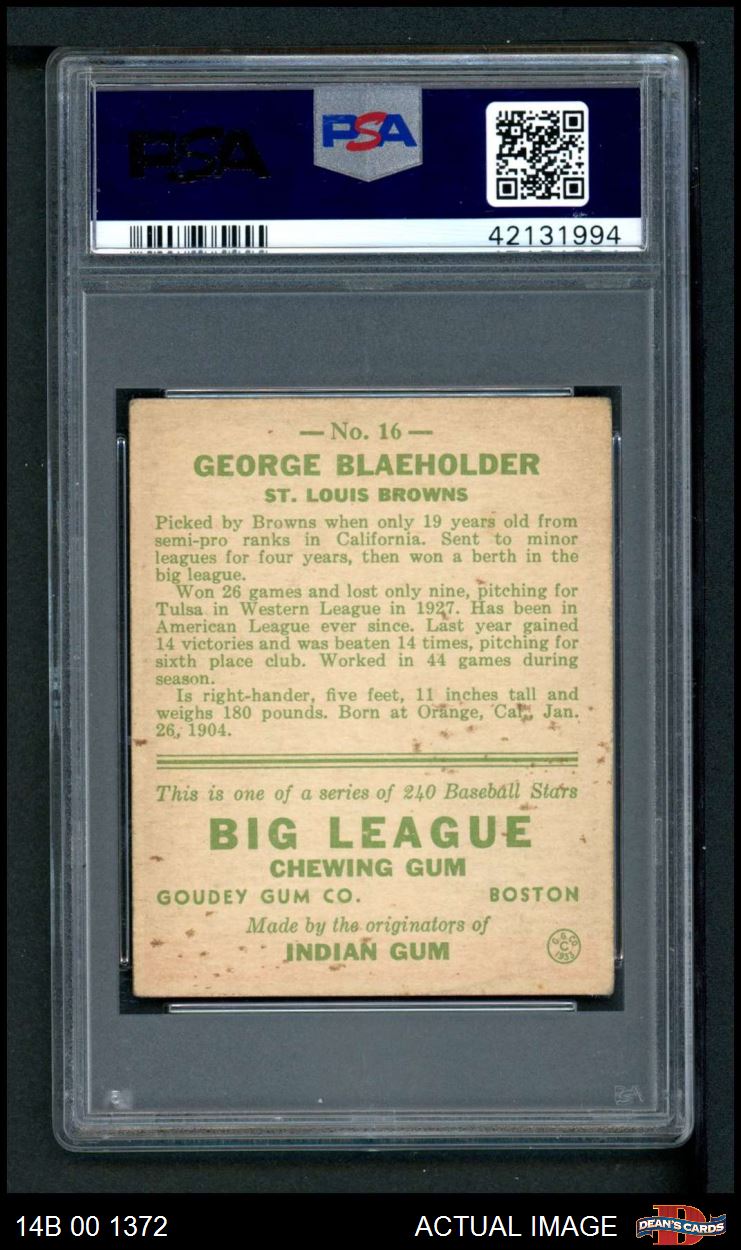 PSA PSA
42131994
— No. 16 —
GEORGE BLAEHOLDER
ST. LOUIS BROWNS
Picked by Browns when only 19 years old from
semi-pro ranks in California. Sent to minor
leagues for four years, then won a berth in the
big league.
Won 26 games and lost only nine, pitching for
Tulsa in Western League in 1927. Has been in
American League ever since. Last year gained
14 victories and was beaten 14 times, pitching for
sixth place club. Worked in 44 games during
season.
Is right-hander, five feet, 11 inches tall and
weighs 180 pounds. Born at Orange, Cal., Jan.
26, 1904.
This is one of a series of 240 Baseball Stars
BIG LEAGUE
CHEWING GUM
GOUDEY GUM CO. BOSTON
Made by the originators of
INDIAN GUM
G.G.CO.
C
1933
PSA
14B 00 1372 ACTUAL IMAGE DEAN'S CARDS